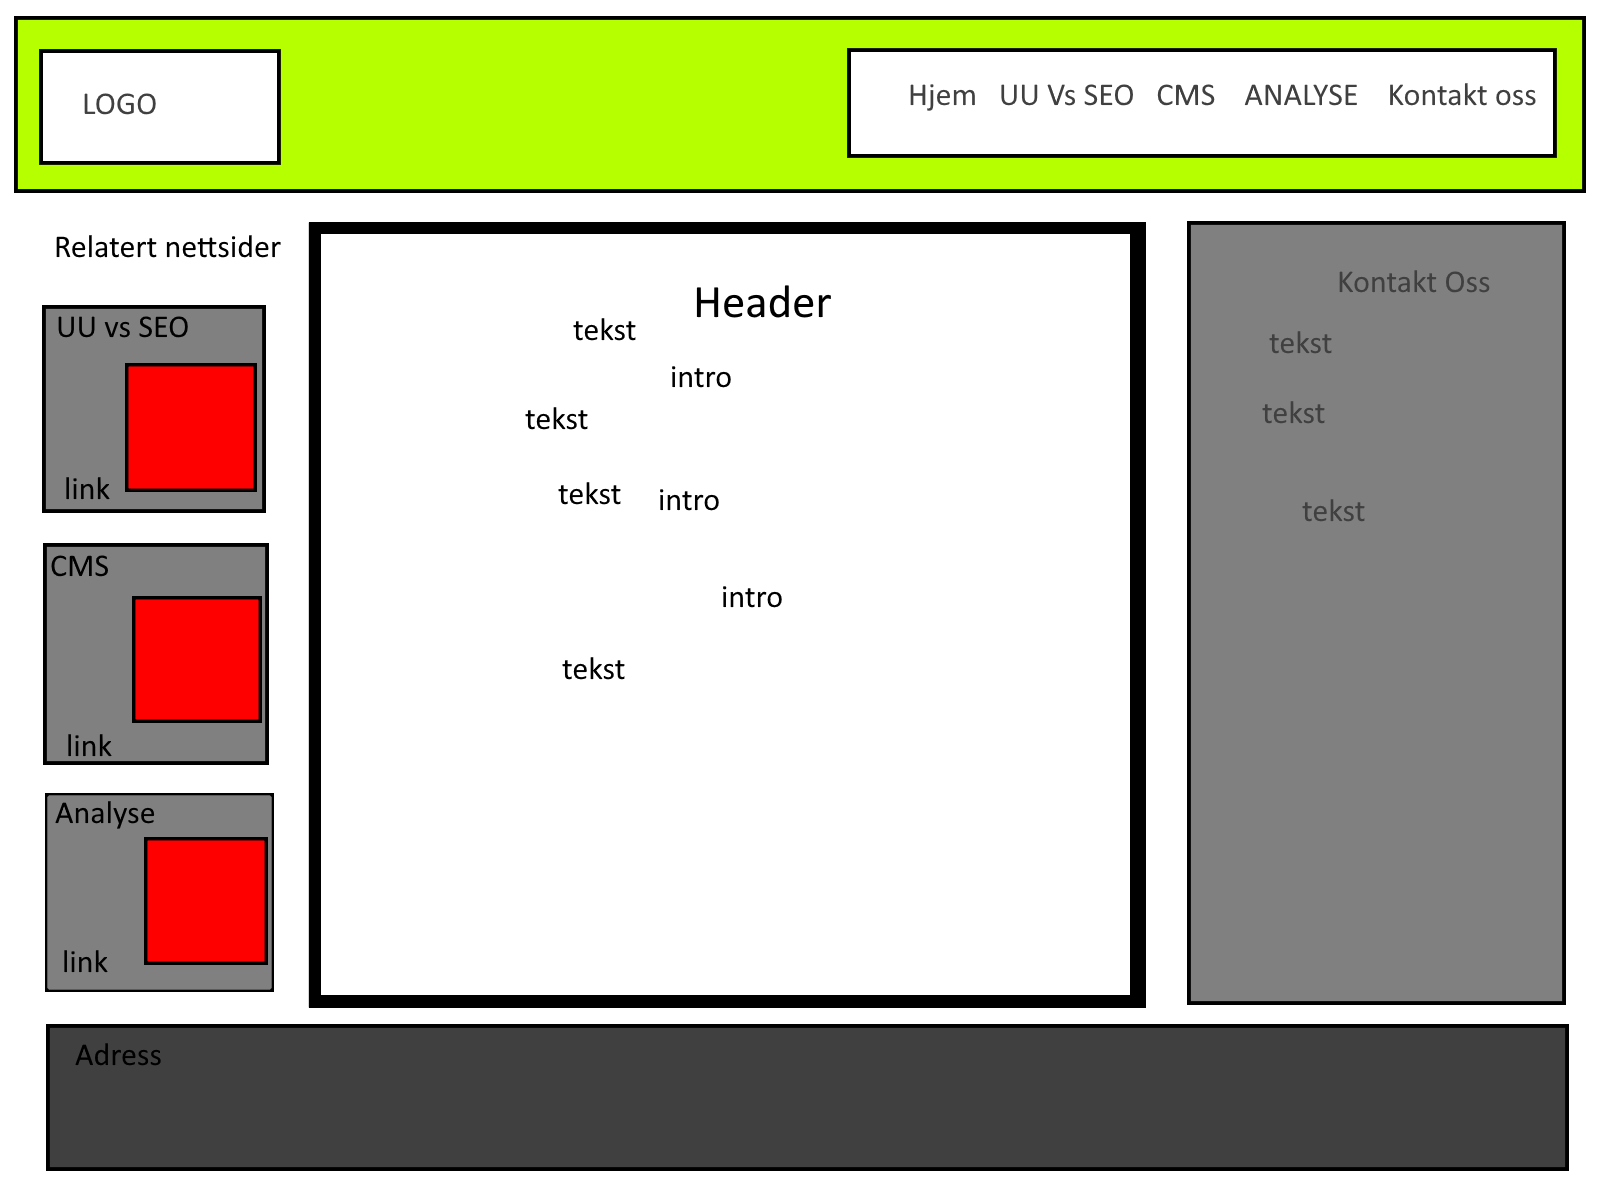 LOGO
Hjem UU Vs SEO CMS ANALYSE Kontakt oss
Relatert nettsider
UU vs SEO
link
CMS
link
Analyse
link
Header
tekst
intro
tekst
tekst intro
intro
tekst
Kontakt Oss
tekst
tekst
tekst
Adress